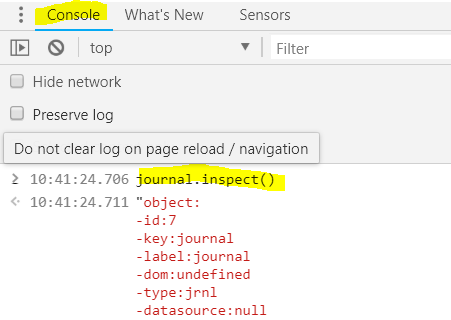 Console What's New Sensors
top Filter
Hide network
Preserve log
Do not clear log on page reload / navigation
10:41:24.706 journal.inspect()
10:41:24.711 "object:
-id:7
-key:journal
-label:journal
-dom:undefined
-type:jrnl
-datasource:null